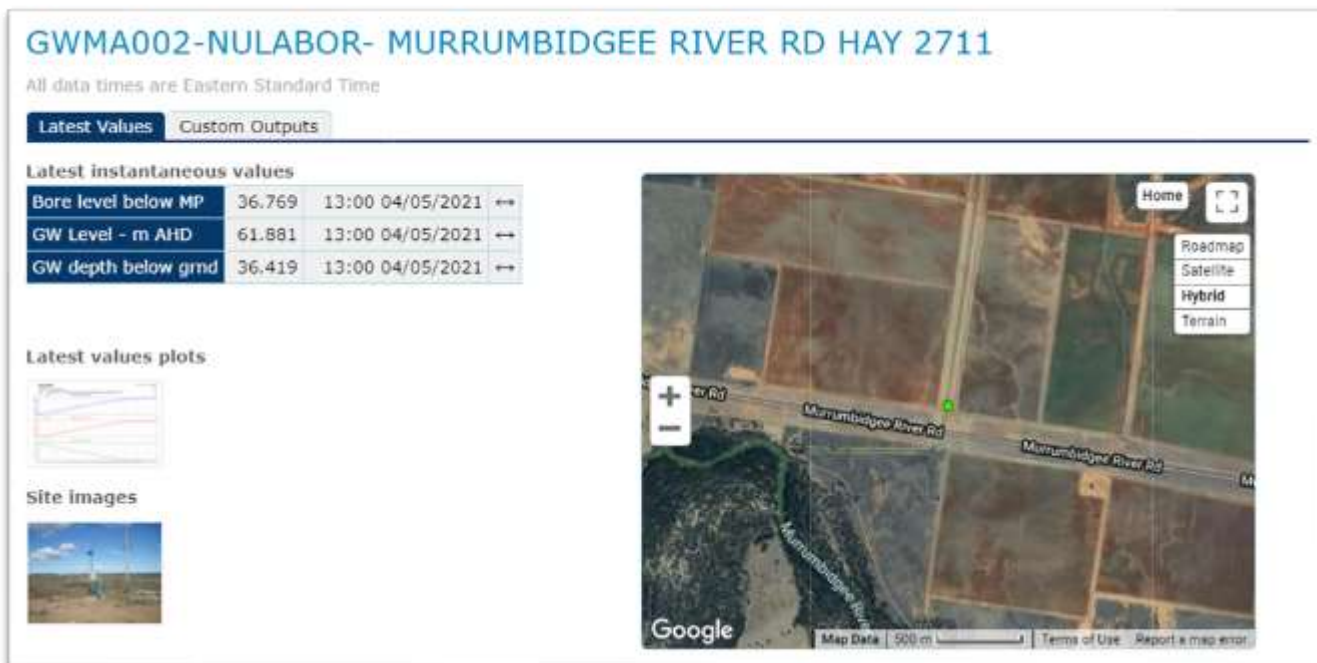 GWMA002-NULABOR- MURRUMBIDGEE RIVER RD HAY 2711
All data times are Eastern Standard Time
Latest Values Custom Outputs
Latest instantaneous values
Bore level below MP 36.769 13:00 04/05/2021 ↔
GW Level - m AHD 61.881 13:00 04/05/2021 ↔
GW depth below grnd 36.419 13:00 04/05/2021 ↔
Latest values plots
Site images
Home
Roadmap
Satellite
Hybrid
Terrain
+
−
er Rd
Murrumbidgee River Rd
Murrumbidgee River Rd
M
Murrumbidgee River
Google
Map Data 500 m Terms of Use Report a map error